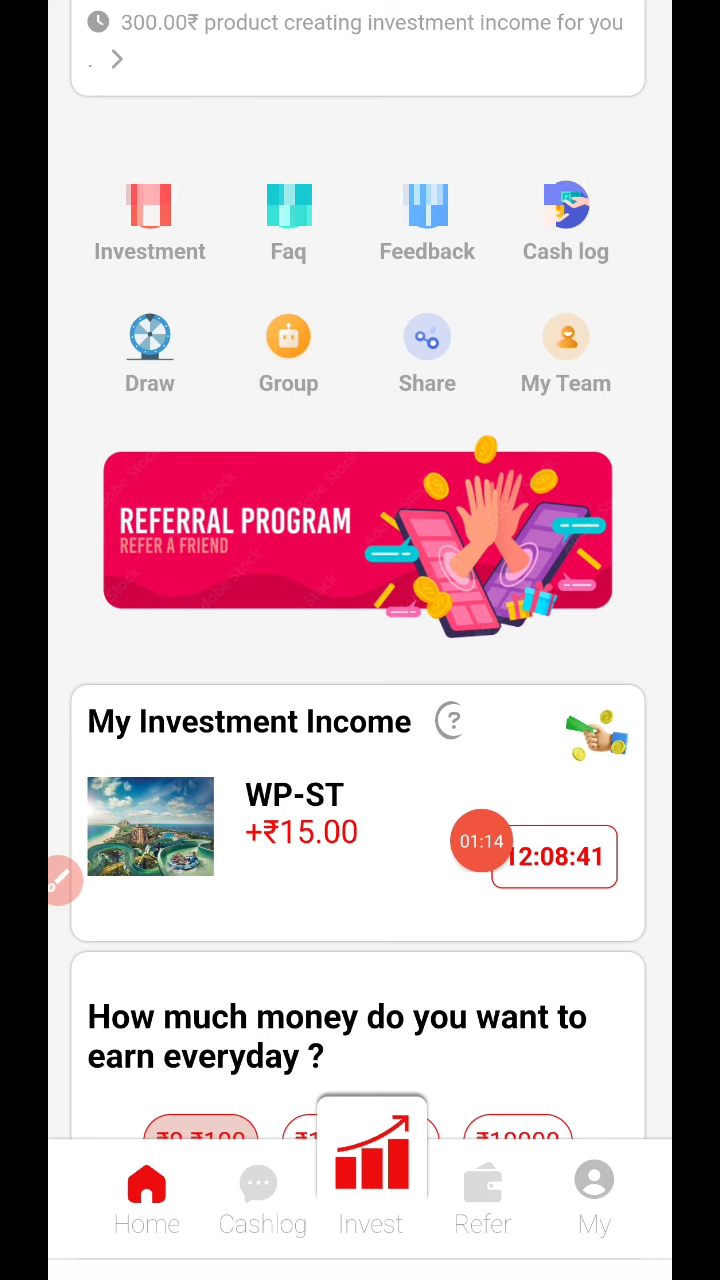 300.00₹ product creating investment income for you
. >
Investment Faq Feedback Cash log
Draw Group Share My Team
REFERRAL PROGRAM
REFER A FRIEND
My Investment Income ?
WP-ST
+₹15.00
01:14
12:08:41
How much money do you want to
earn everyday ?
Home Cashlog Invest Refer My